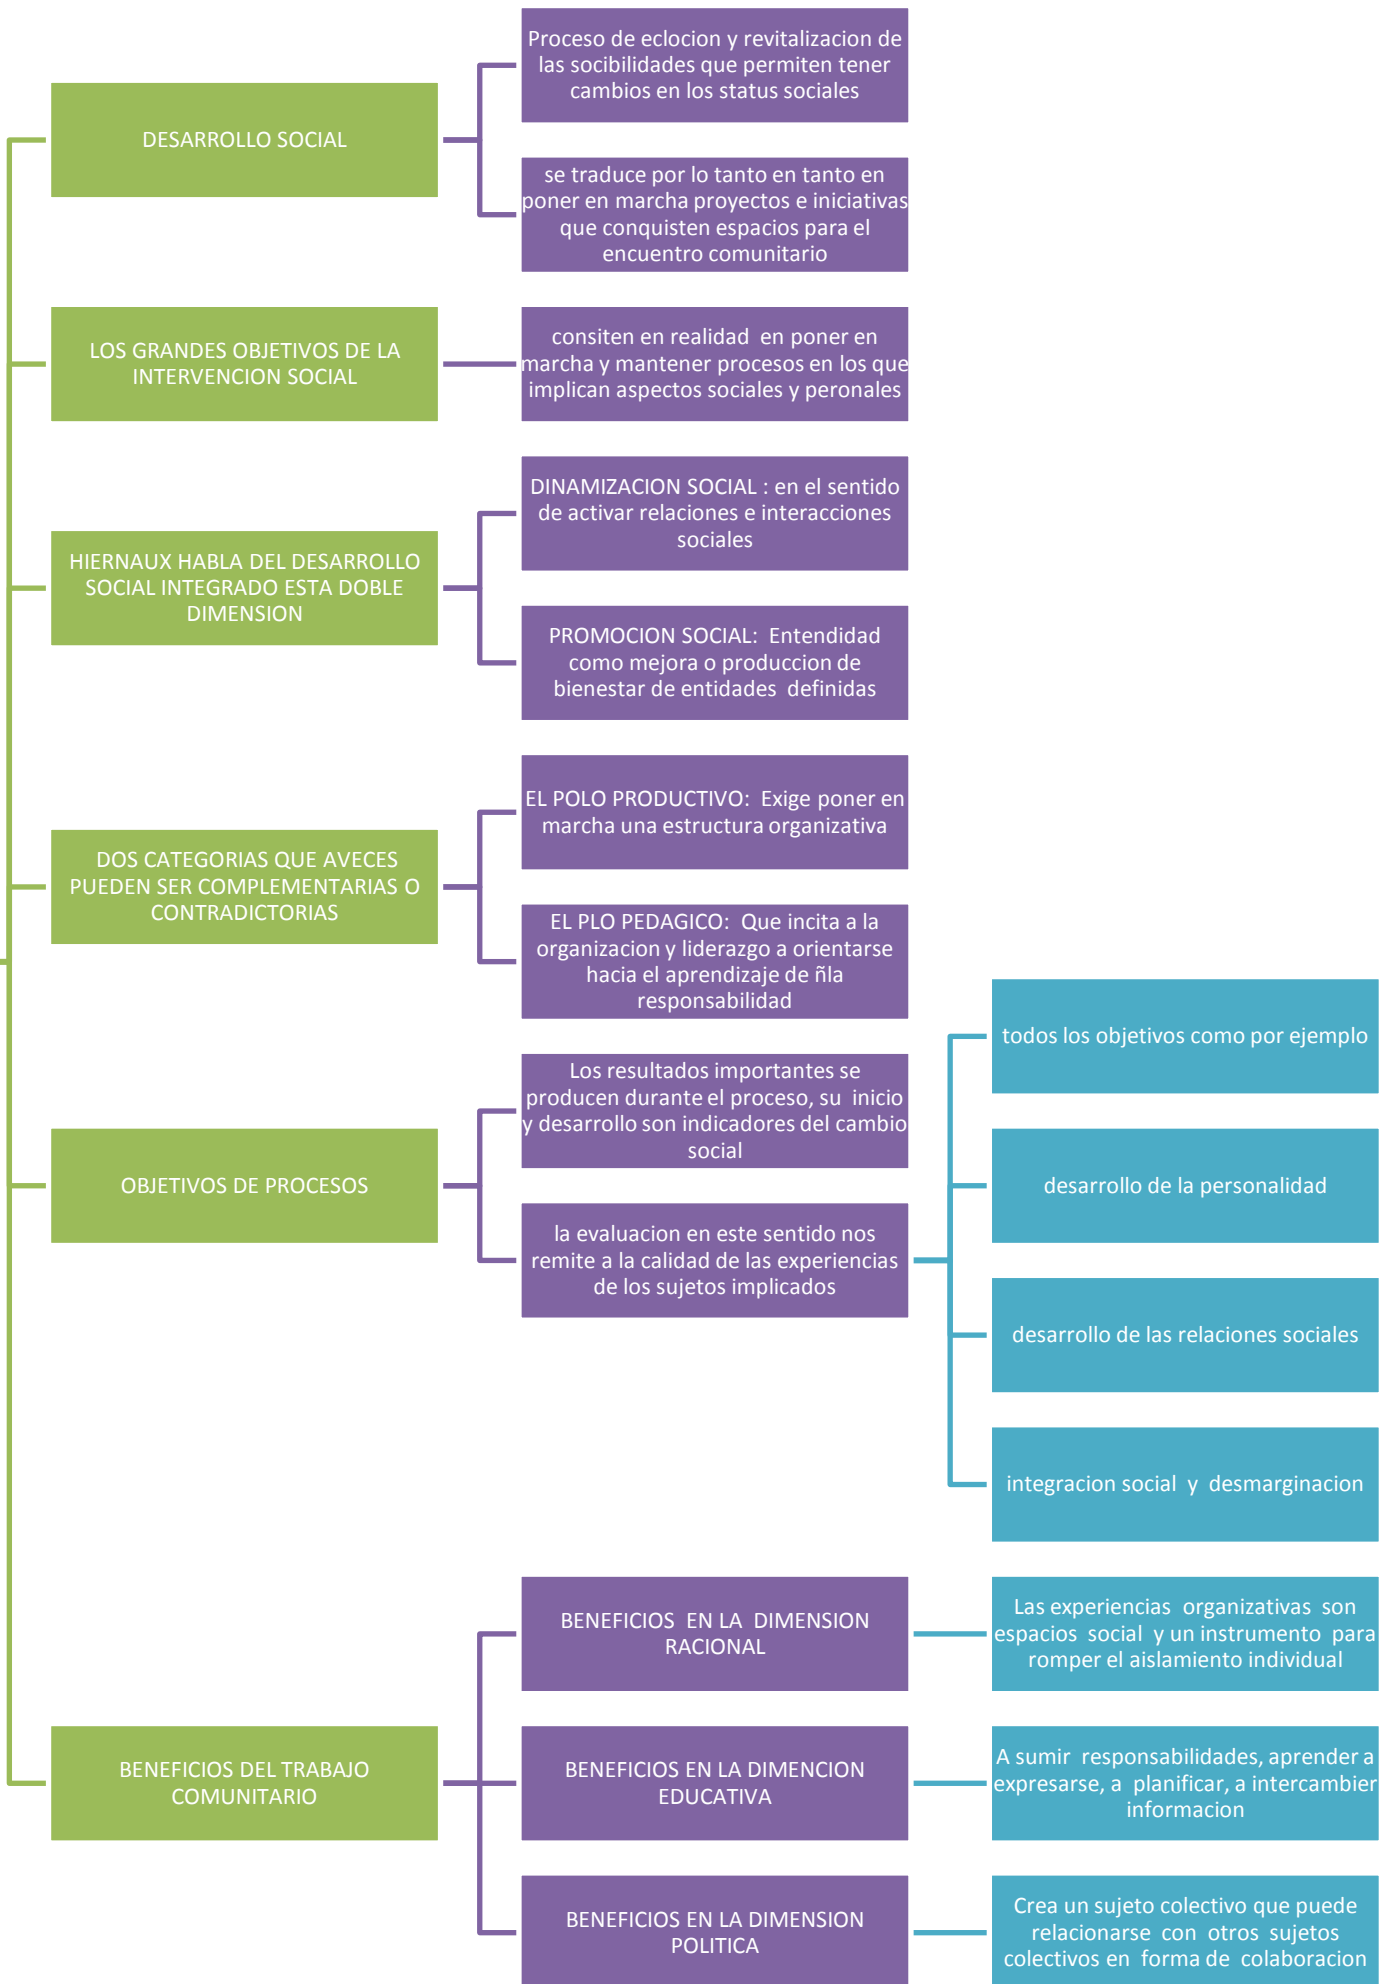 DESARROLLO SOCIAL
Proceso de eclocion y revitalizacion de
las socibilidades que permiten tener
cambios en los status sociales
se traduce por lo tanto en tanto en
poner en marcha proyectos e iniciativas
que conquisten espacios para el
encuentro comunitario
LOS GRANDES OBJETIVOS DE LA
INTERVENCION SOCIAL
consiten en realidad en poner en
marcha y mantener procesos en los que
implican aspectos sociales y peronales
HIERNAUX HABLA DEL DESARROLLO
SOCIAL INTEGRADO ESTA DOBLE
DIMENSION
DINAMIZACION SOCIAL : en el sentido
de activar relaciones e interacciones
sociales
PROMOCION SOCIAL: Entendidad
como mejora o produccion de
bienestar de entidades definidas
DOS CATEGORIAS QUE AVECES
PUEDEN SER COMPLEMENTARIAS O
CONTRADICTORIAS
EL POLO PRODUCTIVO: Exige poner en
marcha una estructura organizativa
EL PLO PEDAGICO: Que incita a la
organizacion y liderazgo a orientarse
hacia el aprendizaje de ñla
responsabilidad
OBJETIVOS DE PROCESOS
Los resultados importantes se
producen durante el proceso, su inicio
y desarrollo son indicadores del cambio
social
la evaluacion en este sentido nos
remite a la calidad de las experiencias
de los sujetos implicados
todos los objetivos como por ejemplo
desarrollo de la personalidad
desarrollo de las relaciones sociales
integracion social y desmarginacion
BENEFICIOS DEL TRABAJO
COMUNITARIO
BENEFICIOS EN LA DIMENSION
RACIONAL
Las experiencias organizativas son
espacios social y un instrumento para
romper el aislamiento individual
BENEFICIOS EN LA DIMENCION
EDUCATIVA
A sumir responsabilidades, aprender a
expresarse, a planificar, a intercambier
informacion
BENEFICIOS EN LA DIMENSION
POLITICA
Crea un sujeto colectivo que puede
relacionarse con otros sujetos
colectivos en forma de colaboracion